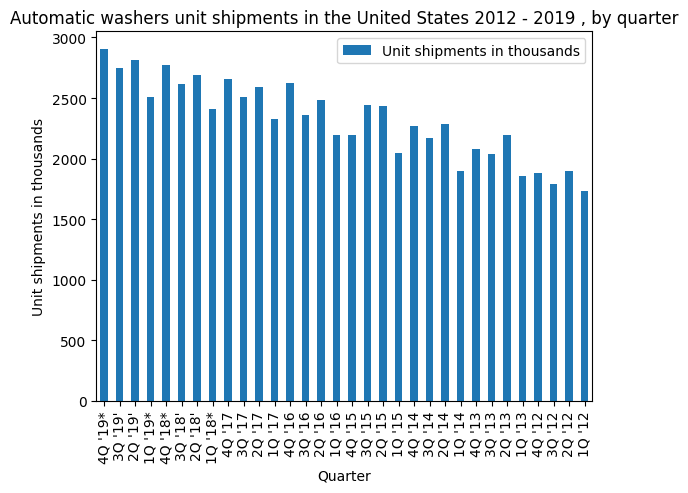 Automatic washers unit shipments in the United States 2012 - 2019 , by quarter
Unit shipments in thousands
3000
2500
2000
1500
1000
500
0
Unit shipments in thousands
4Q '19*
3Q '19'
2Q '19'
1Q '19*
4Q '18*
3Q '18'
2Q '18'
1Q '18*
4Q '17
3Q '17
2Q '17
1Q '17
4Q '16
3Q '16
2Q '16
1Q '16
4Q '15
3Q '15
2Q '15
1Q '15
4Q '14
3Q '14
2Q '14
1Q '14
4Q '13
3Q '13
2Q '13
1Q '13
4Q '12
3Q '12
2Q '12
1Q '12
Quarter